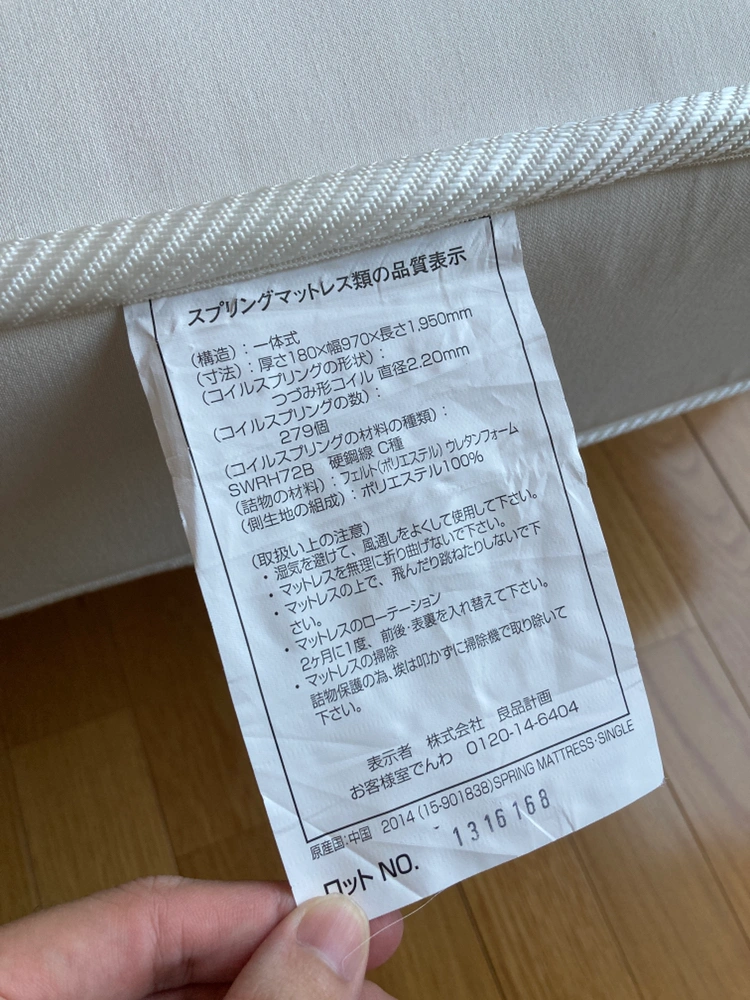 スプリングマットレス類の品質表示
(構造)：一体式
(寸法)：厚さ180×幅970×長さ1,950mm
(コイルスプリングの形状)：
つづみ形コイル 直径2.20mm
(コイルスプリングの数)：
279個
(コイルスプリングの材料の種類)：
SWRH72B 硬鋼線 C種
(詰物の材料)：フェルト(ポリエステル) ウレタンフォーム
(側生地の組成)：ポリエステル100%
(取扱い上の注意)
・湿気を避けて、風通しをよくして使用して下さい。
・マットレスを無理に折り曲げないで下さい。
・マットレスの上で、飛んだり跳ねたりしないで下
さい。
・マットレスのローテーション
2ヶ月に1度、前後・表裏を入れ替えて下さい。
・マットレスの掃除
詰物保護の為、埃は叩かずに掃除機で取り除いて
下さい。
表示者 株式会社 良品計画
お客様室でんわ 0120-14-6404
原産国：中国 2014 (15-901838) SPRING MATTRESS・SINGLE
ロット NO. 1316168